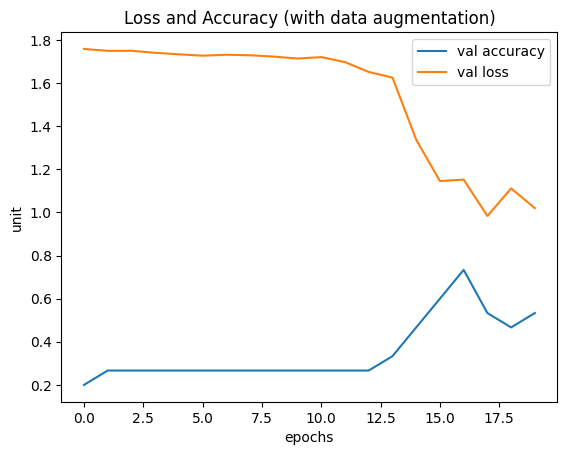 Loss and Accuracy (with data augmentation)
val accuracy
val loss
unit
1.8
1.6
1.4
1.2
1.0
0.8
0.6
0.4
0.2
0.0 2.5 5.0 7.5 10.0 12.5 15.0 17.5
epochs